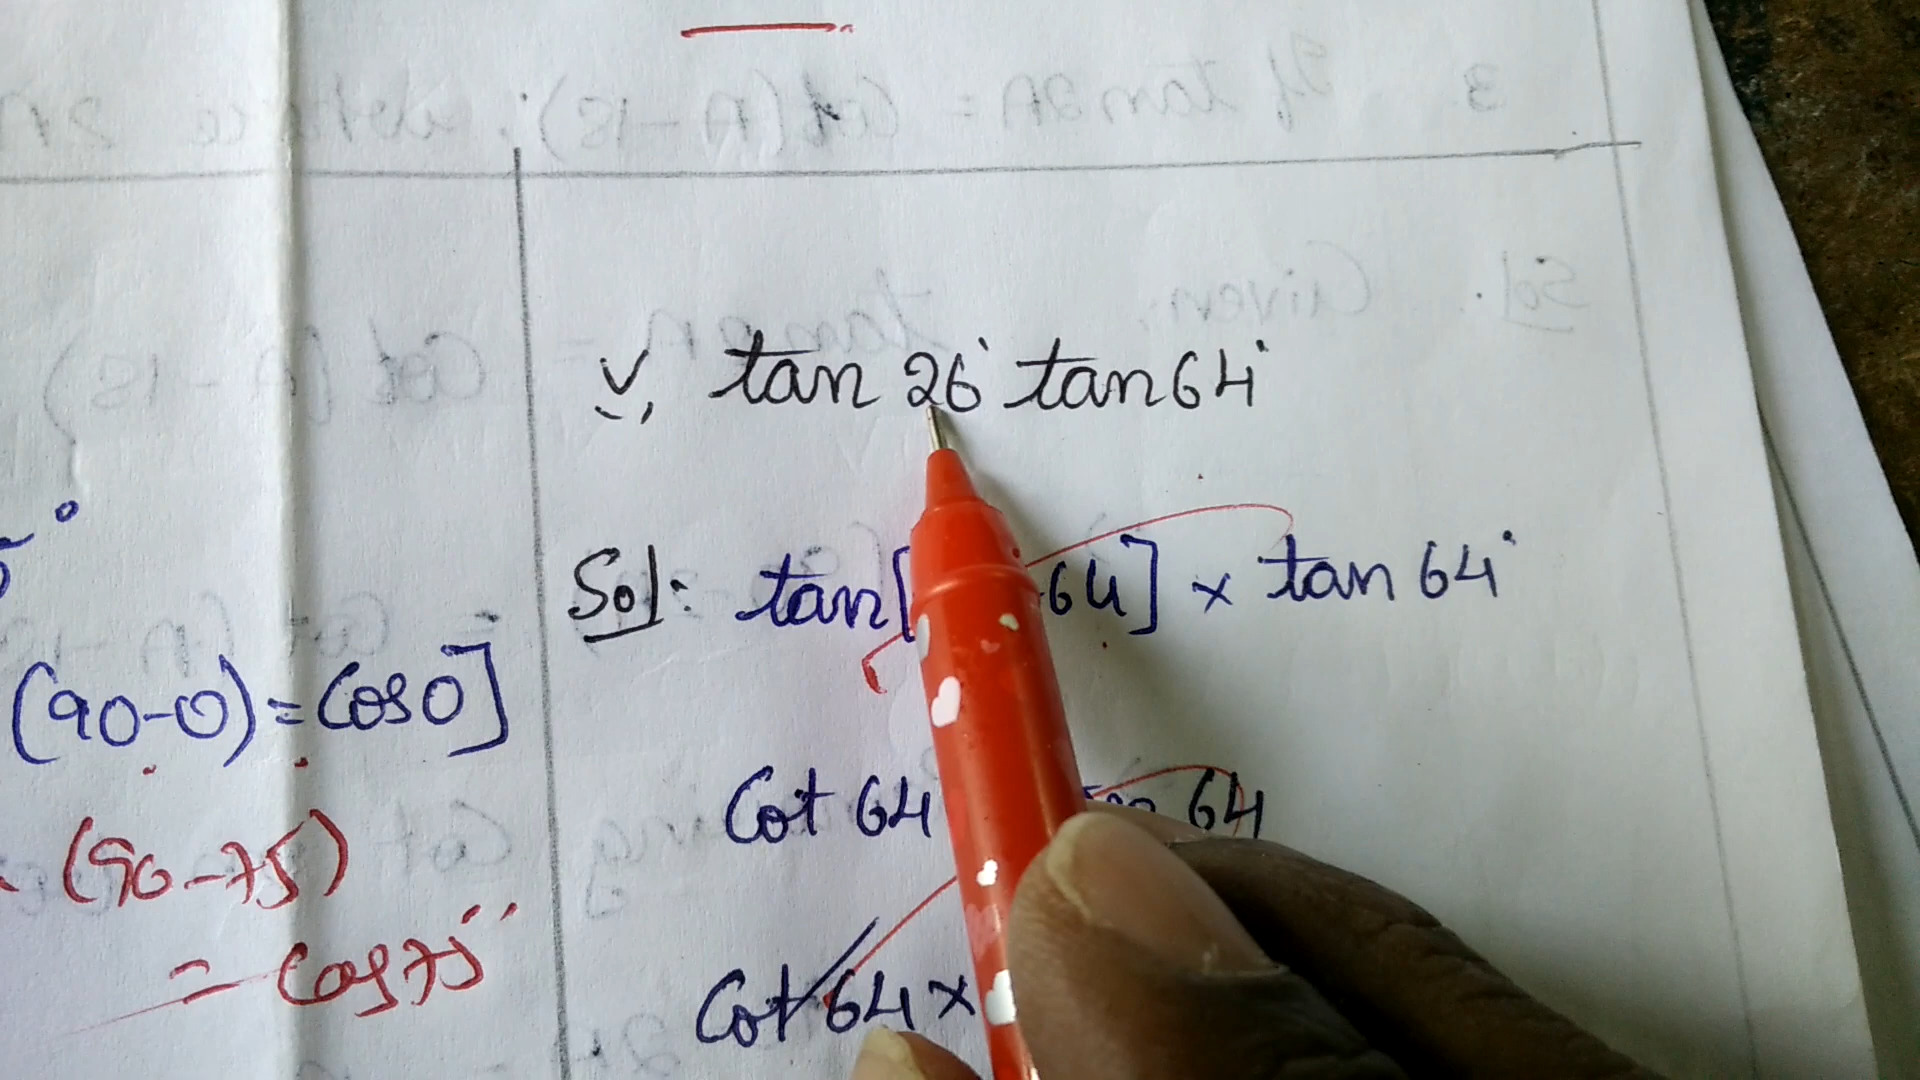 v, tan 26° tan 64°
Sol: tan[ 64] × tan 64°
(90-θ) = Cosθ]
Cot 64 64
(90-75)
= Cos75°
Cot 64 ×